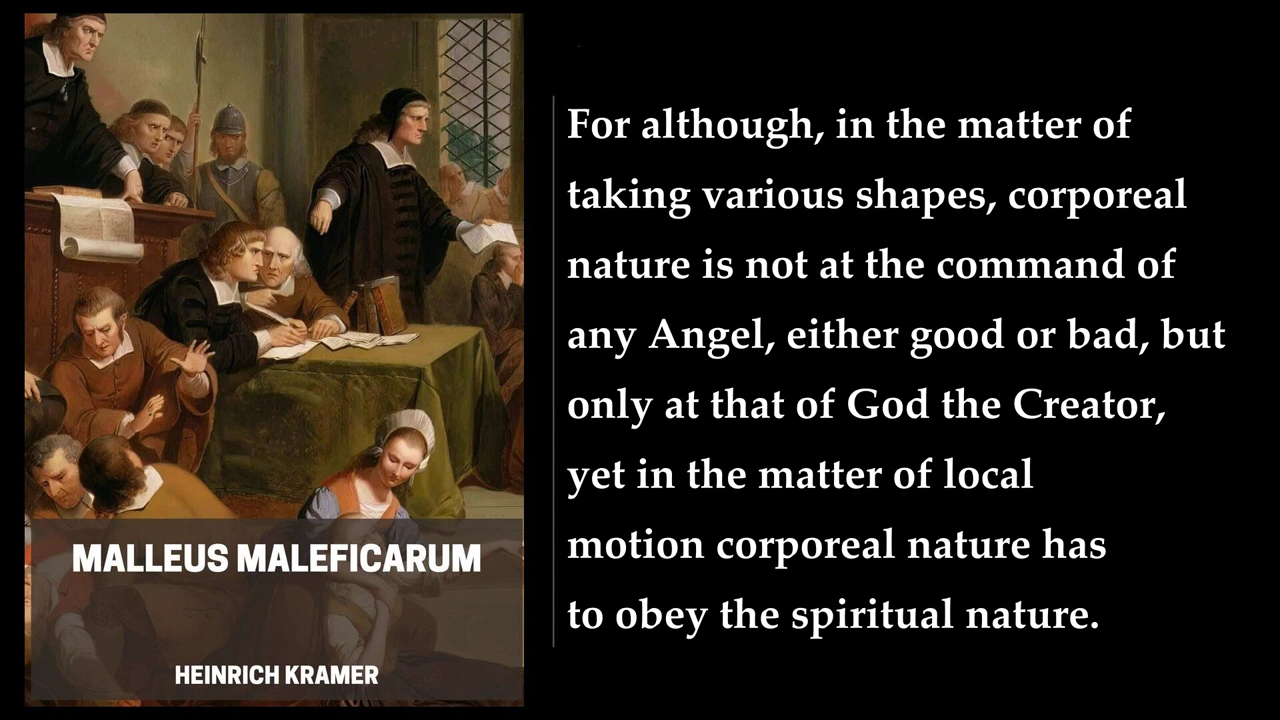 MALLEUS MALEFICARUM
HEINRICH KRAMER
For although, in the matter of
taking various shapes, corporeal
nature is not at the command of
any Angel, either good or bad, but
only at that of God the Creator,
yet in the matter of local
motion corporeal nature has
to obey the spiritual nature.